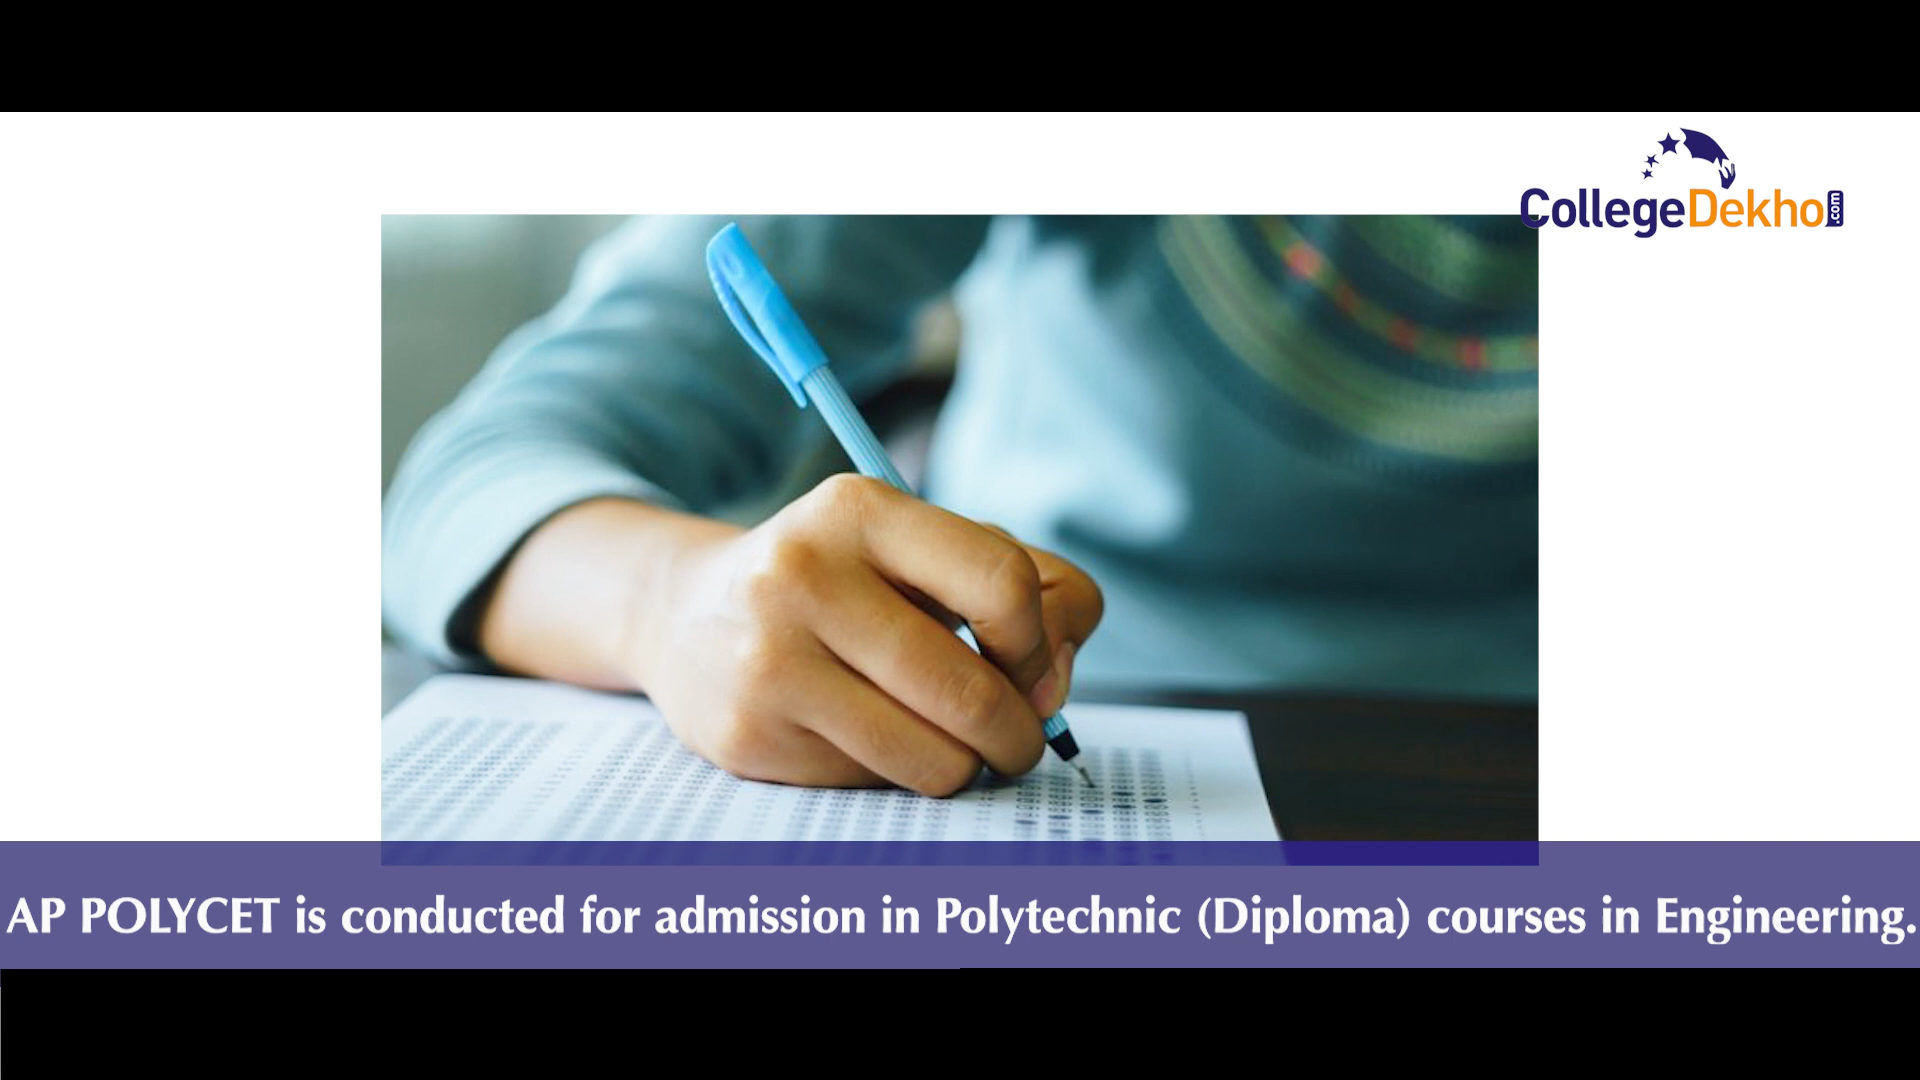 CollegeDekho.com
AP POLYCET is conducted for admission in Polytechnic (Diploma) courses in Engineering.